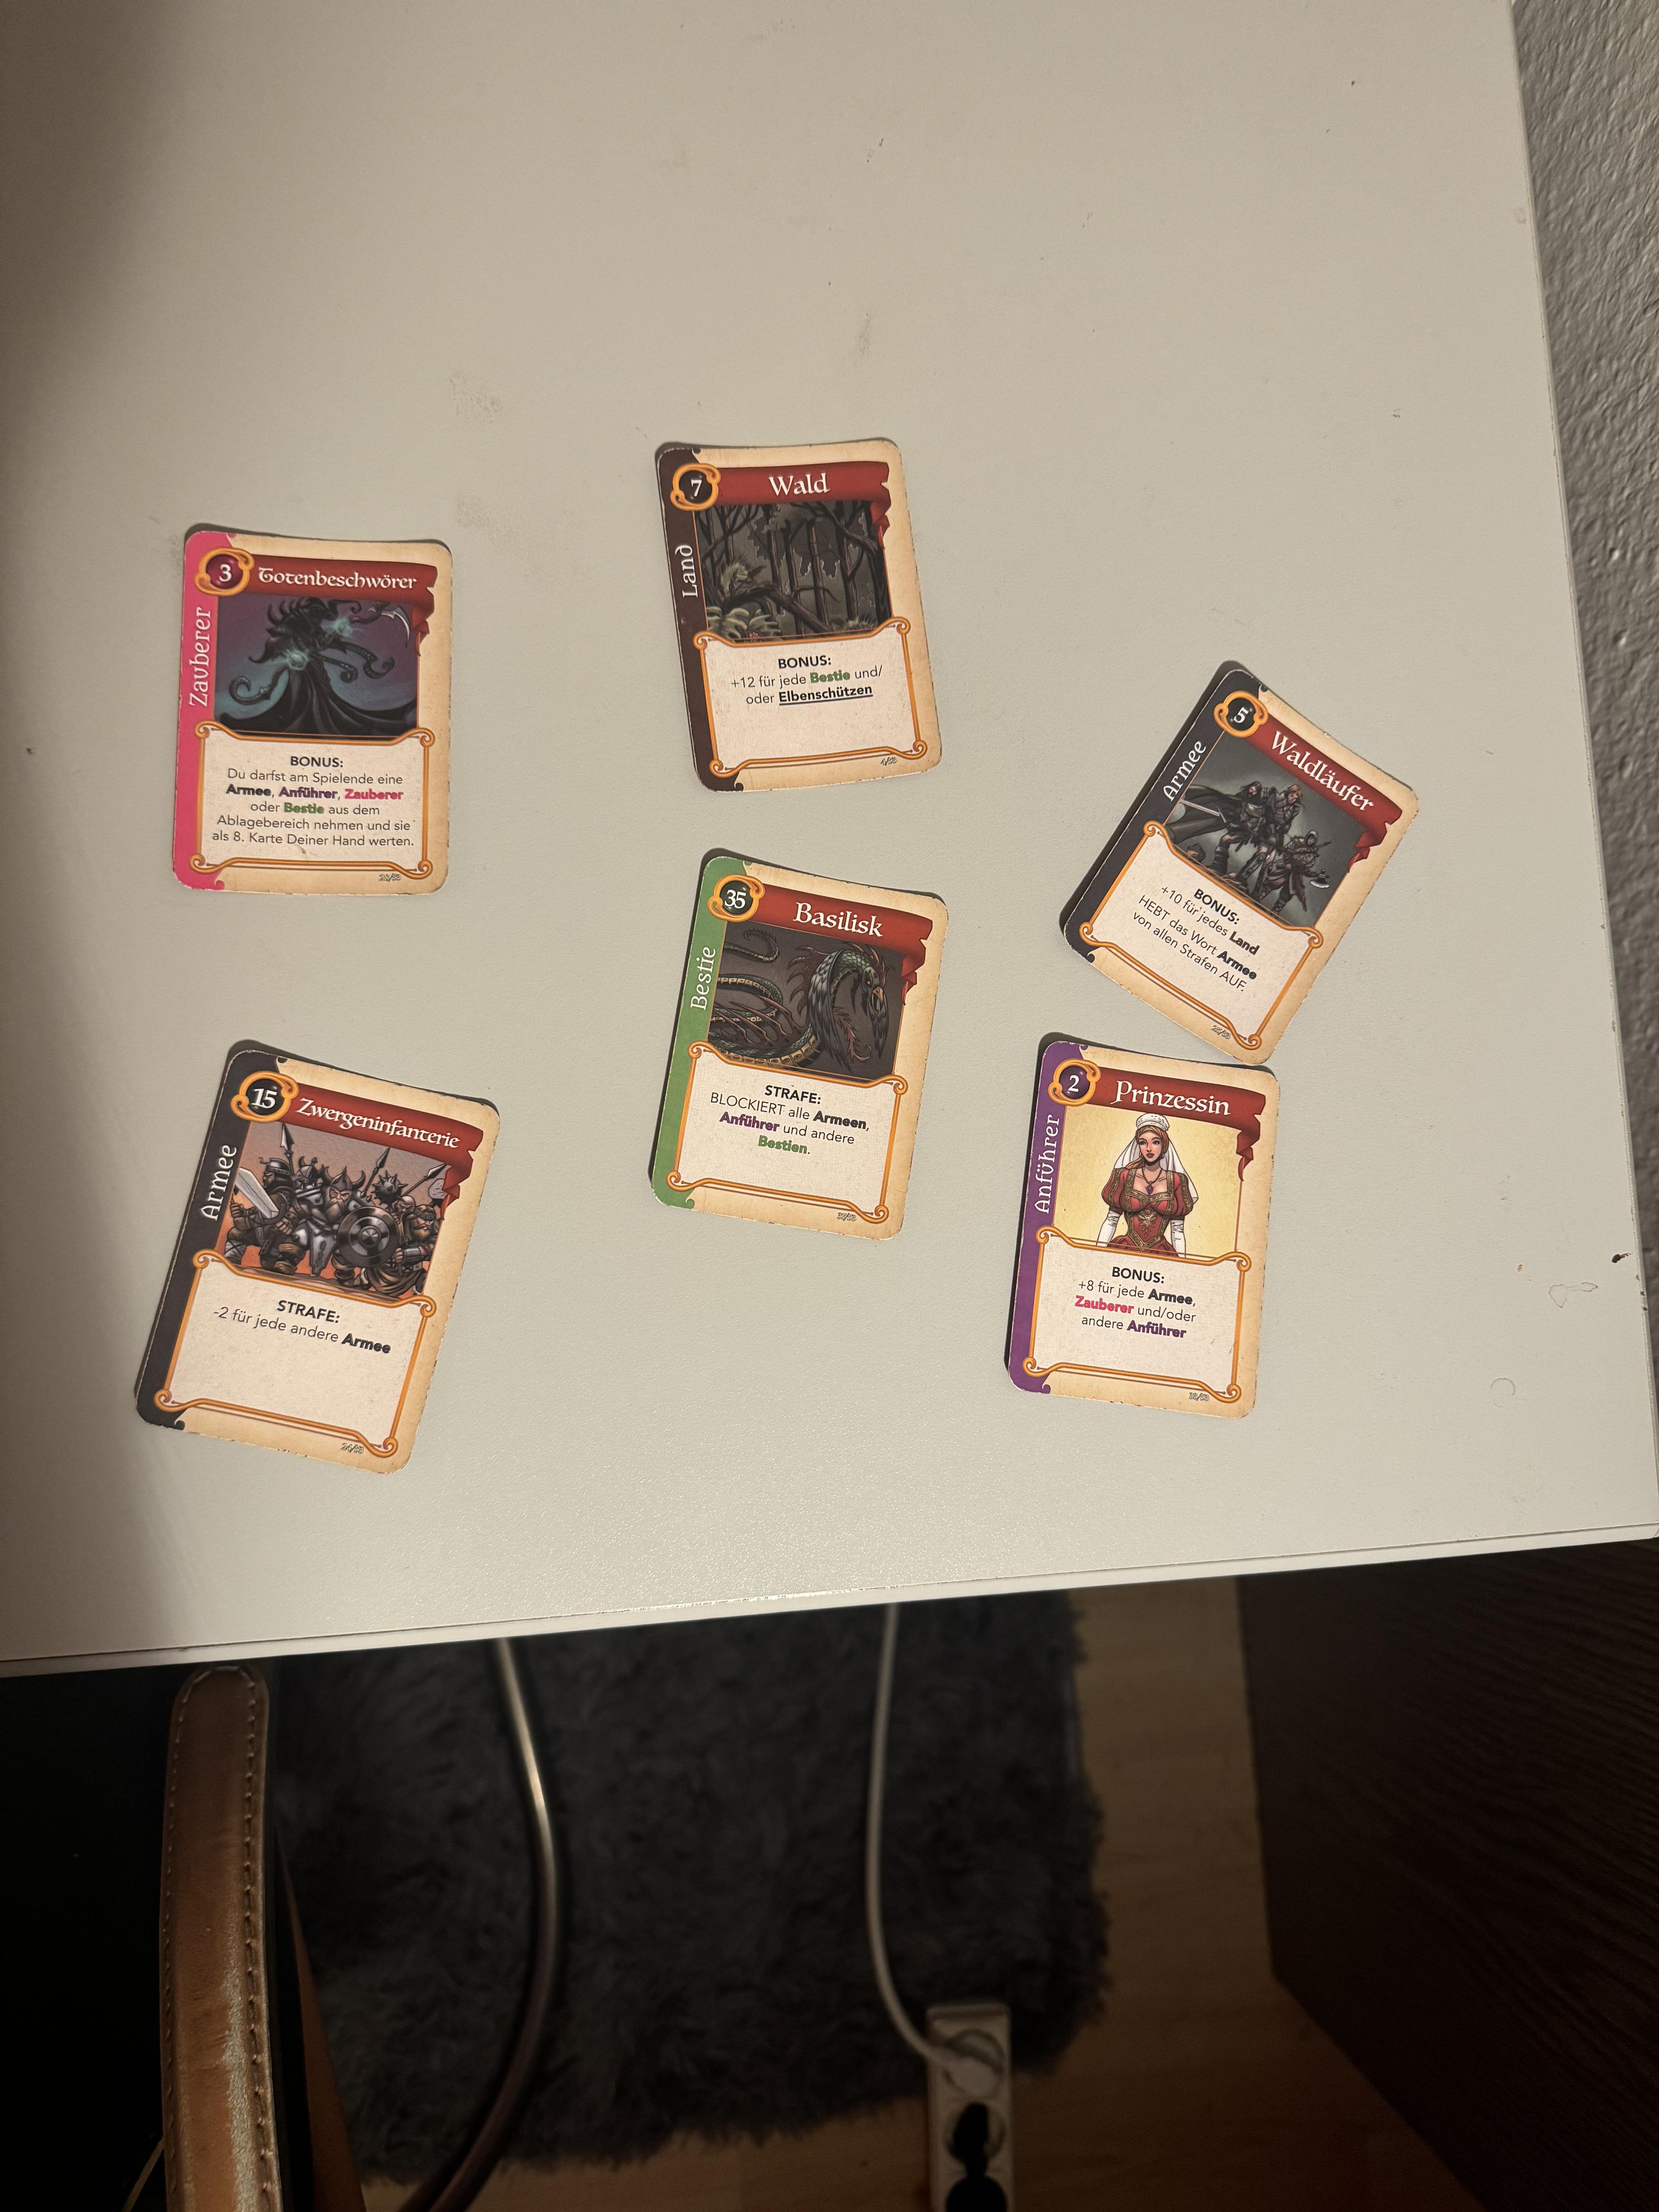 7
Wald
Land
BONUS:
+12 für jede Bestie und/
oder Elbenschützen
3
Totenbeschwörer
Zauberer
BONUS:
Du darfst am Spielende eine
Armee, Anführer, Zauberer
oder Bestie aus dem
Ablagebereich nehmen und sie
als 8. Karte Deiner Hand werten.
5
Waldläufer
Armee
BONUS:
+10 für jedes Land
HEBT das Wort Armee
von allen Strafen AUF.
35
Basilisk
Bestie
STRAFE:
BLOCKIERT alle Armeen,
Anführer und andere
Bestien.
15
Zwergeninfanterie
Armee
STRAFE:
-2 für jede andere Armee
2
Prinzessin
Anführer
BONUS:
+8 für jede Armee,
Zauberer und/oder
andere Anführer